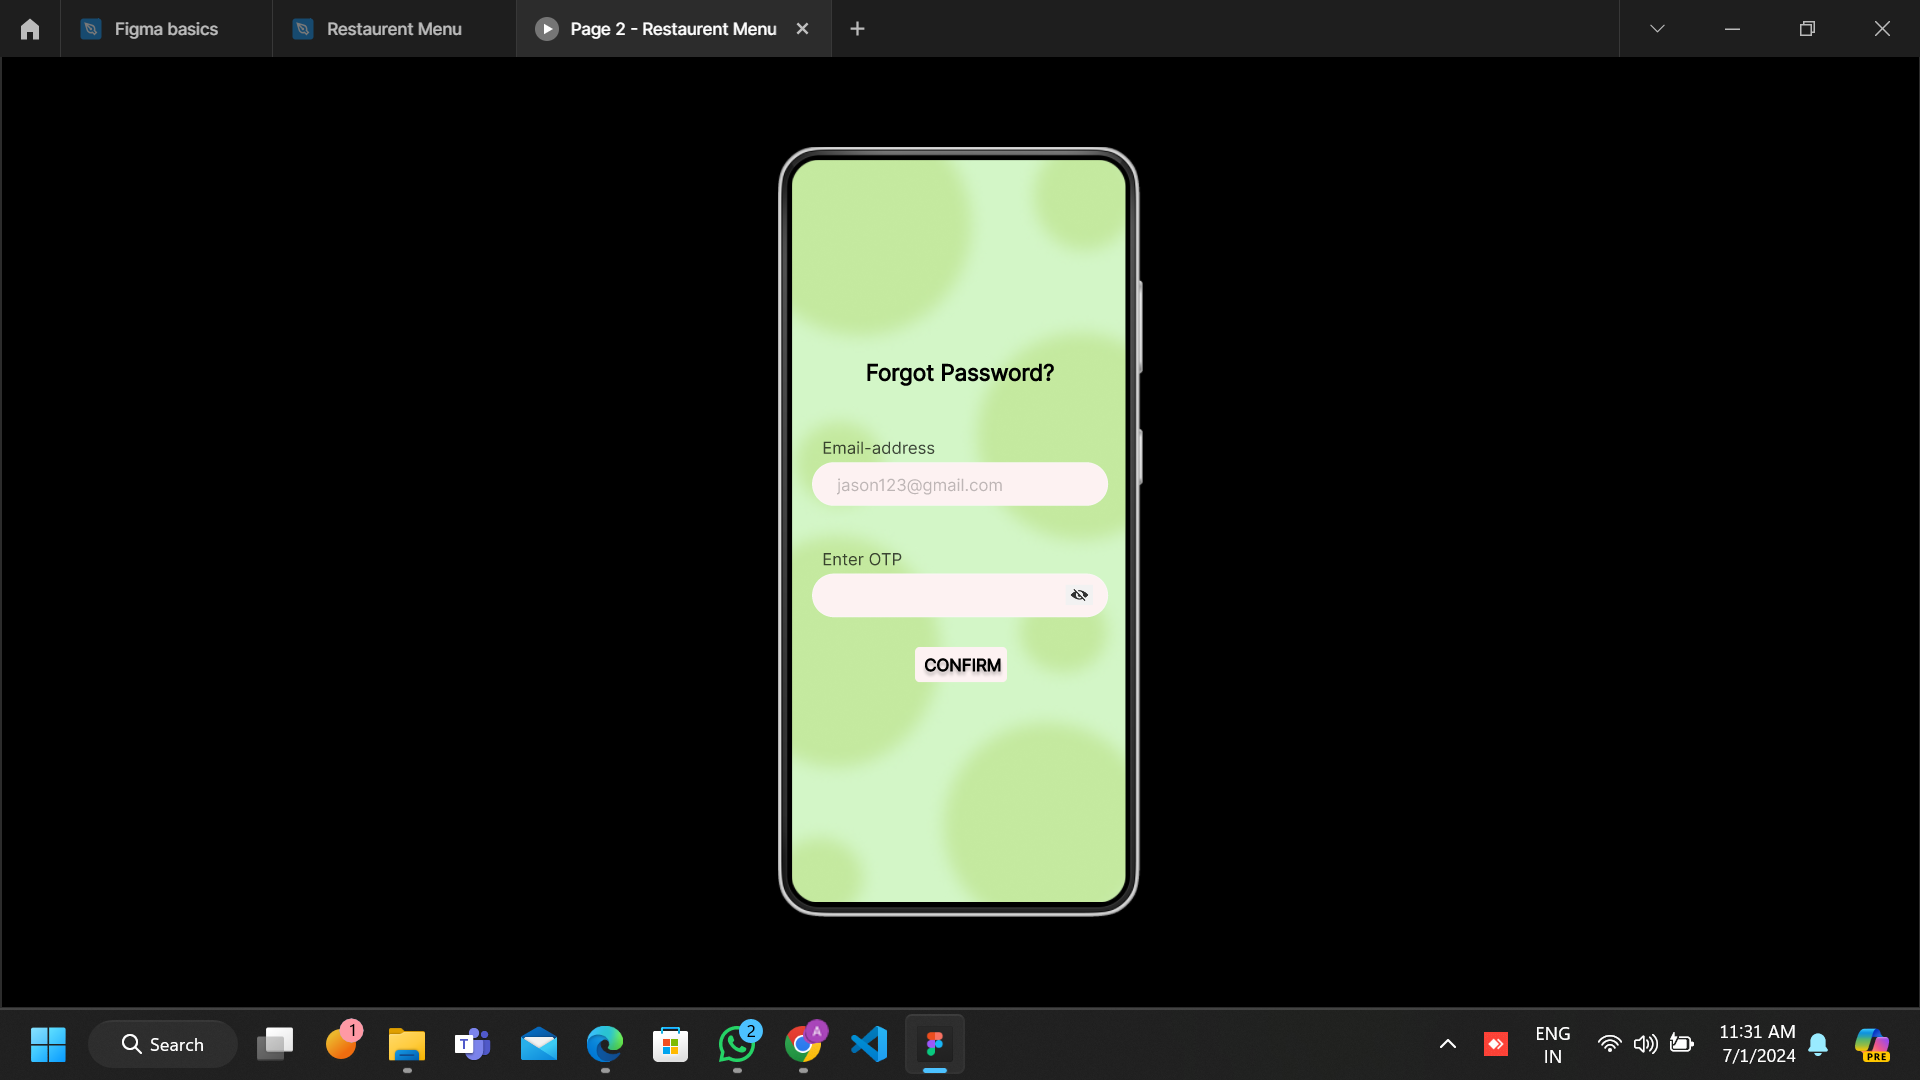 Figma basics
Restaurent Menu
Page 2 - Restaurent Menu
Forgot Password?
Email-address
jason123@gmail.com
Enter OTP
CONFIRM
Search
1
T
2
A
ENG
IN
11:31 AM
7/1/2024
PRE